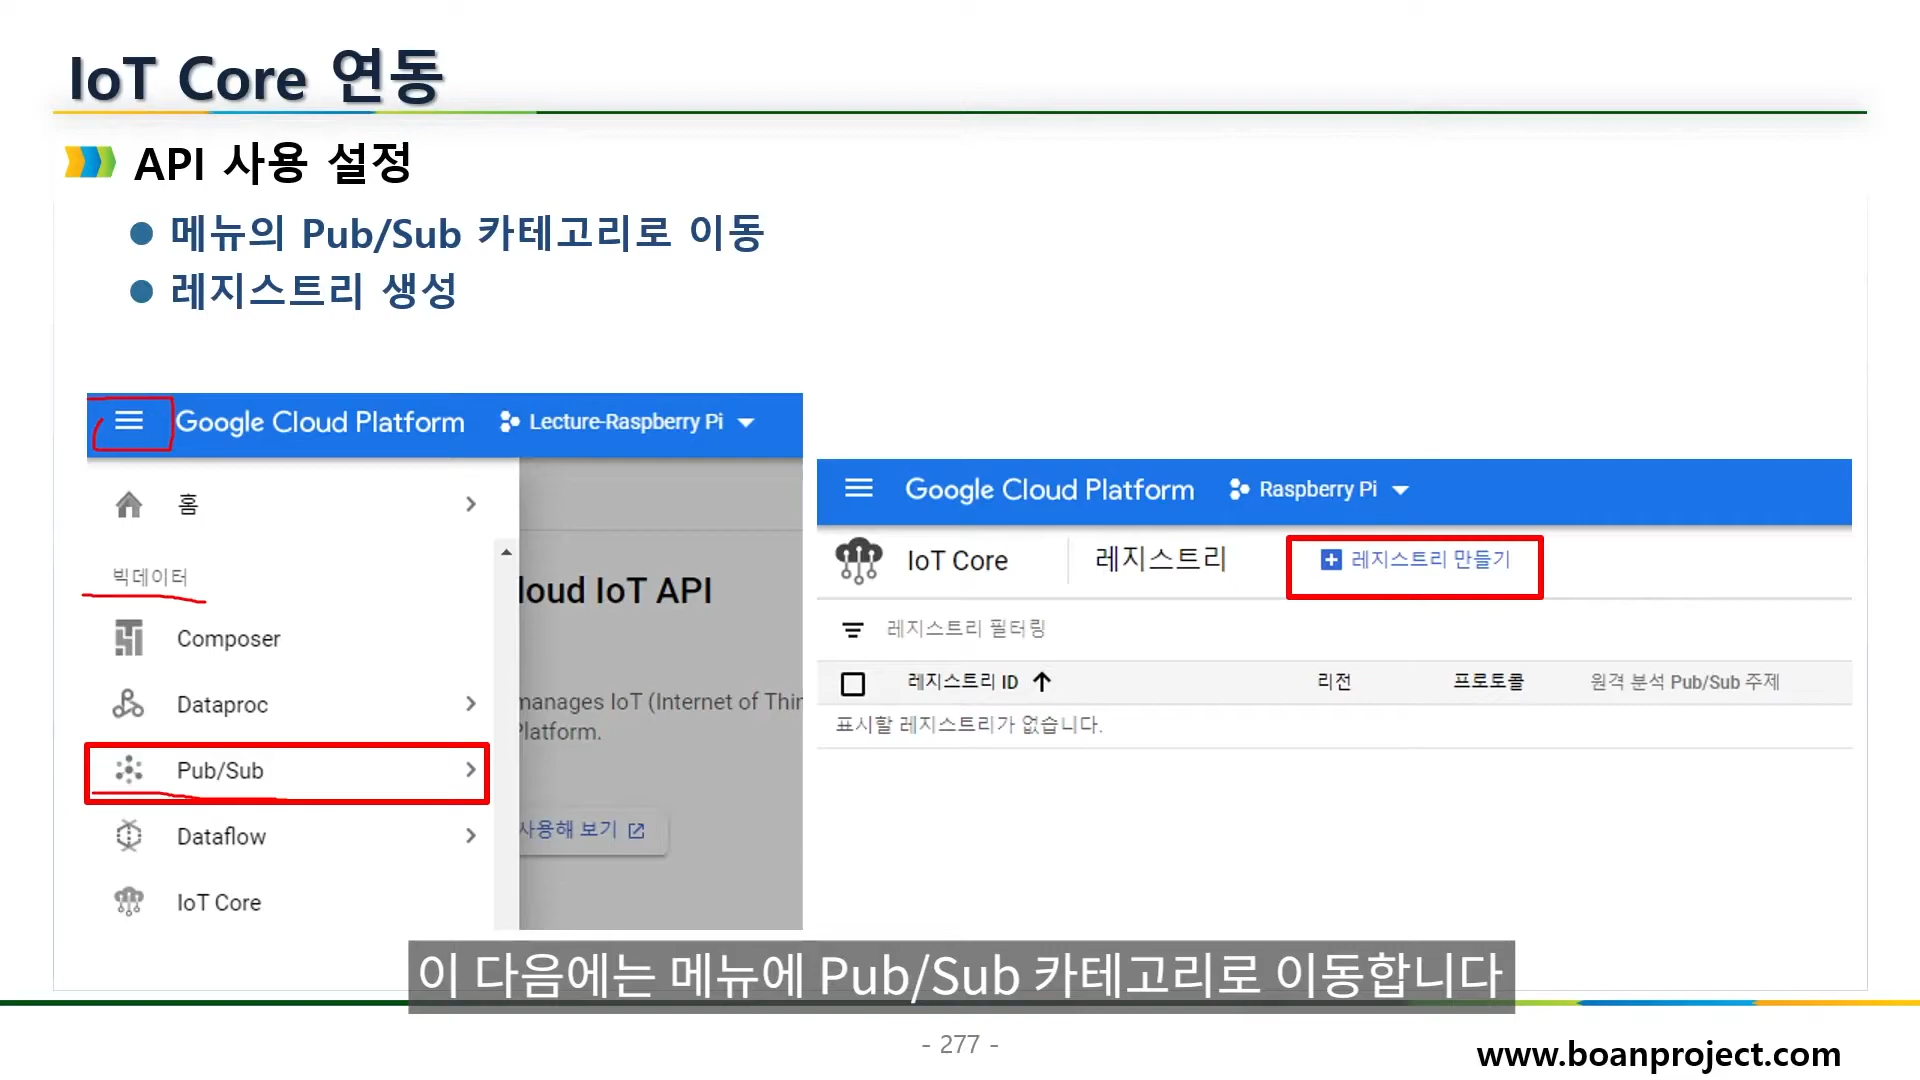 IoT Core 연동
API 사용 설정
메뉴의 Pub/Sub 카테고리로 이동
레지스트리 생성
Google Cloud Platform Lecture-Raspberry Pi
홈
빅데이터
Composer
Dataproc
Pub/Sub
Dataflow
IoT Core
loud IoT API
manages IoT (Internet of Thin
Platform.
사용해 보기
Google Cloud Platform Raspberry Pi
IoT Core 레지스트리 레지스트리 만들기
레지스트리 필터링
레지스트리 ID 리전 프로토콜 원격 분석 Pub/Sub 주제
표시할 레지스트리가 없습니다.
이 다음에는 메뉴에 Pub/Sub 카테고리로 이동합니다
- 277 -
www.boanproject.com